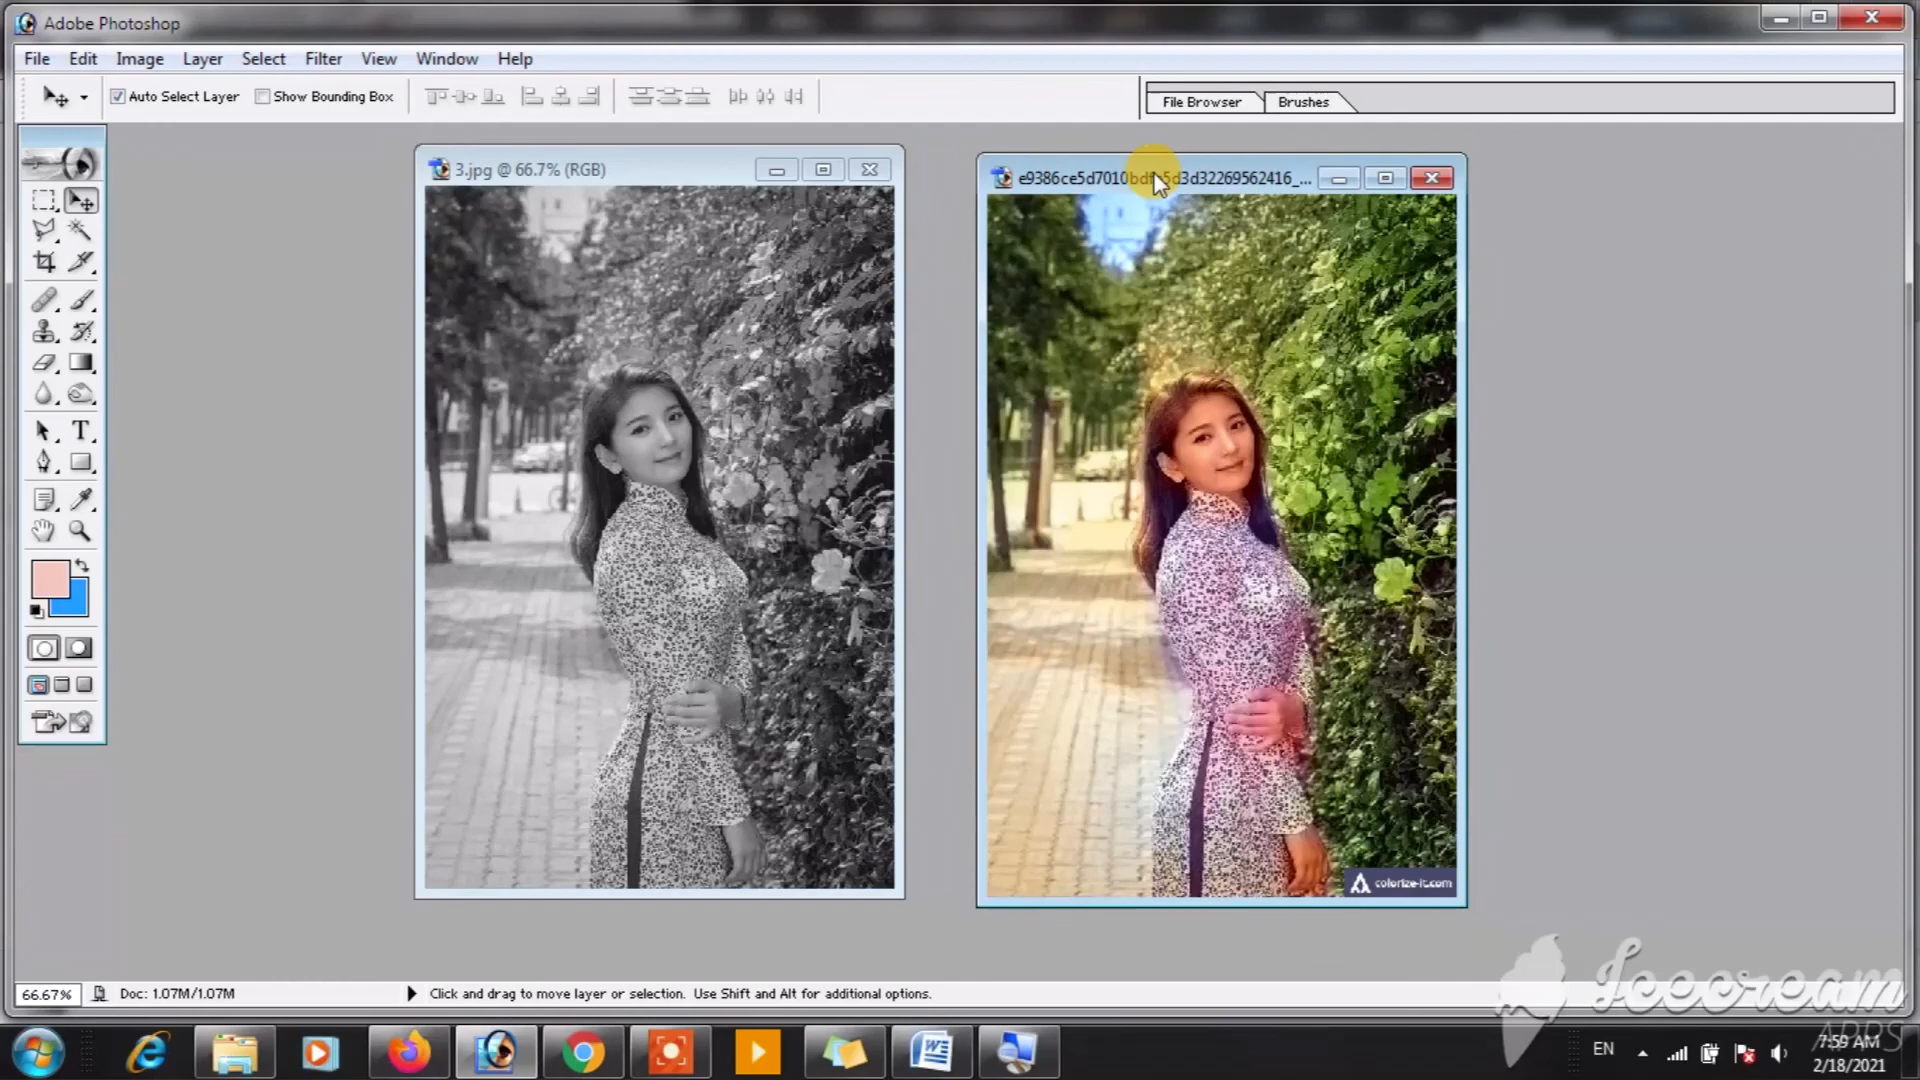 Adobe Photoshop
File Edit Image Layer Select Filter View Window Help
Auto Select Layer Show Bounding Box
File Browser Brushes
3.jpg @ 66.7% (RGB)
T
colorize-it.com
66.67% Doc: 1.07M/1.07M Click and drag to move layer or selection. Use Shift and Alt for additional options.
Icecream
APPS
EN
7:59 AM
2/18/2021